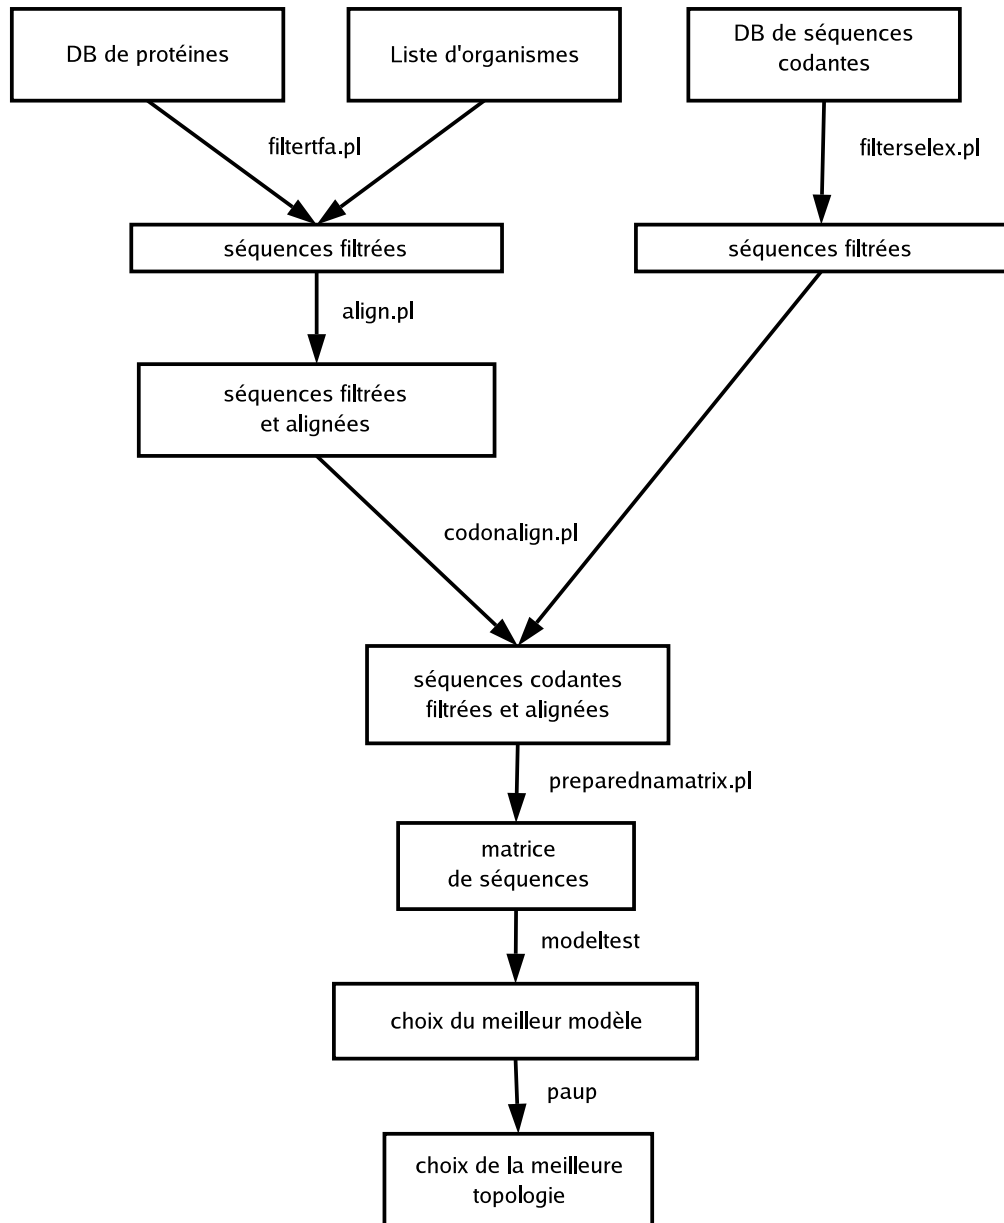 DB de protéines
Liste d'organismes
DB de séquences
codantes
filtertfa.pl
filterselex.pl
séquences filtrées
séquences filtrées
align.pl
séquences filtrées
et alignées
codonalign.pl
séquences codantes
filtrées et alignées
preparednamatrix.pl
matrice
de séquences
modeltest
choix du meilleur modèle
paup
choix de la meilleure
topologie